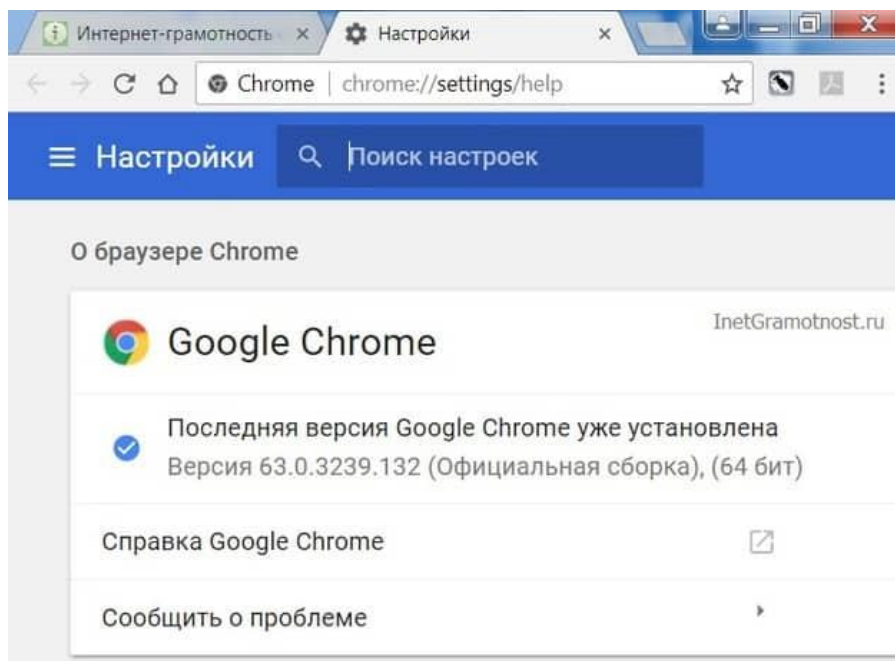 Интернет-грамотность
Настройки
Chrome | chrome://settings/help
Настройки
Поиск настроек
О браузере Chrome
InetGramotnost.ru
Google Chrome
Последняя версия Google Chrome уже установлена
Версия 63.0.3239.132 (Официальная сборка), (64 бит)
Справка Google Chrome
Сообщить о проблеме